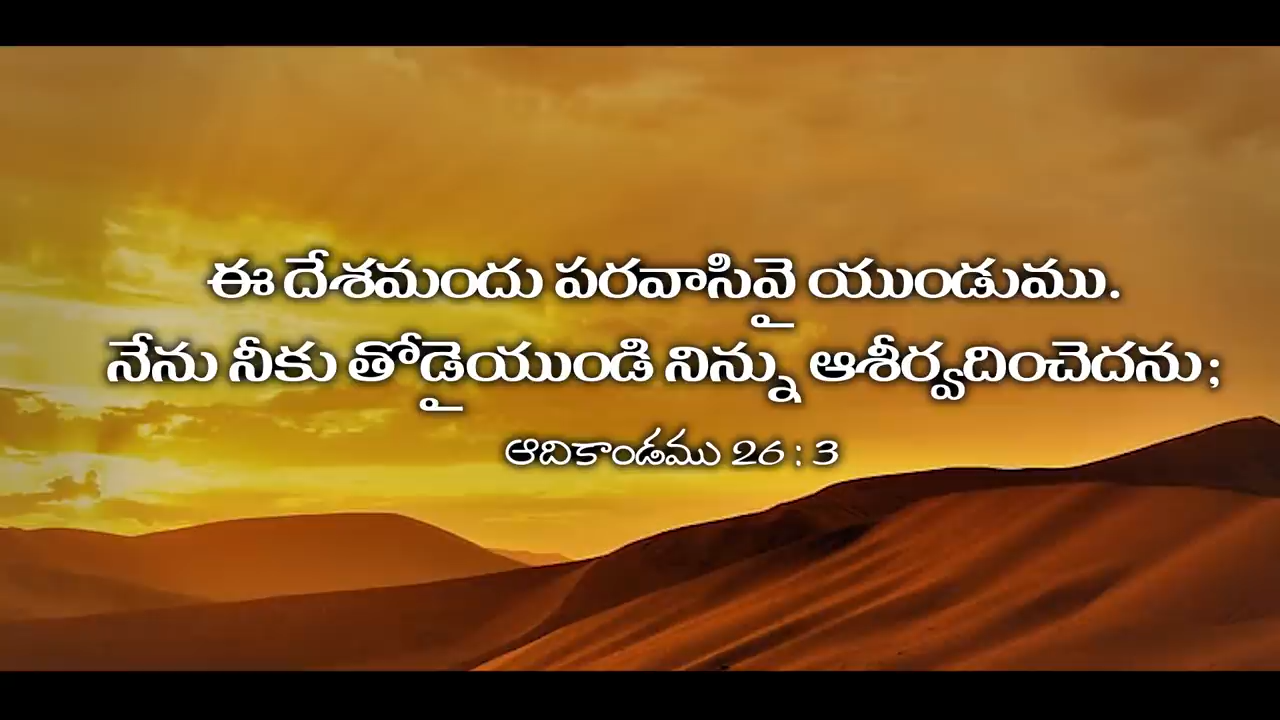 ఈ దేశమందు పరవాసివై యుండుము.
నేను నీకు తోడైయుండి నిన్ను ఆశీర్వదించెదను;
ఆదికాండము 26 : 3